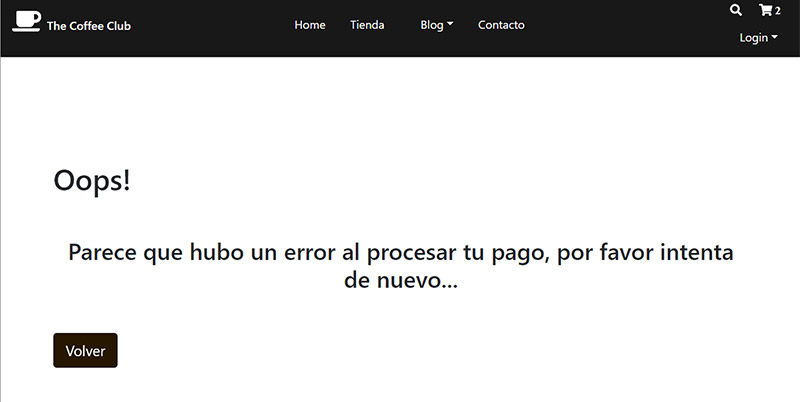 The Coffee Club
Home Tienda Blog Contacto
2
Login
Oops!
Parece que hubo un error al procesar tu pago, por favor intenta
de nuevo...
Volver